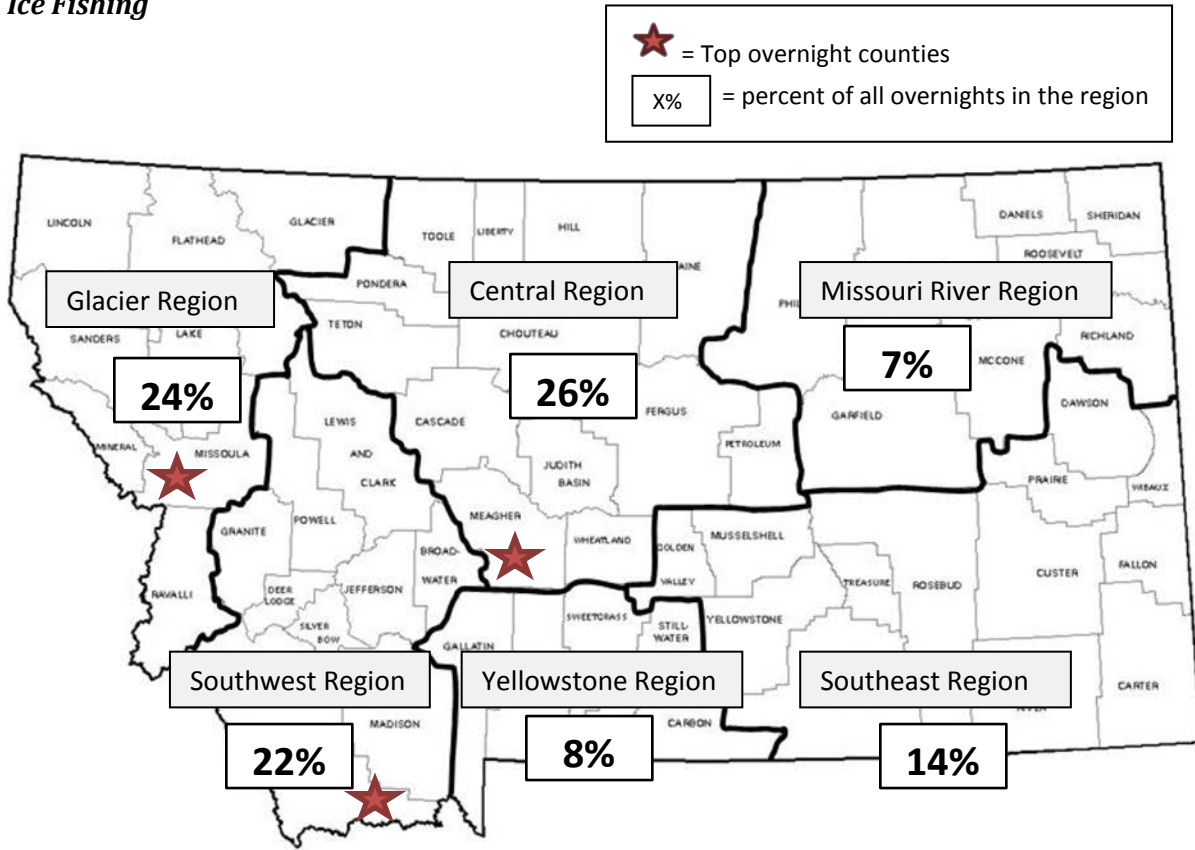 Ice Fishing
= Top overnight counties
X%
= percent of all overnights in the region
LINCOLN
FLATHEAD
GLACIER
TOOLE
LIBERTY
HILL
AINE
DANIELS
SHERIDAN
ROOSEVELT
PONDERA
Glacier Region
Central Region
Missouri River Region
PHIL
TETON
CHOUTEAU
SANDERS
LAKE
RICHLAND
24%
26%
7%
MCCONE
DAWSON
LEWIS
AND
CLARK
CASCADE
FERGUS
GARFIELD
MINERAL
MISSOULA
JUDITH
BASIN
PETROLEUM
PRAIRIE
WIBAUX
GRANITE
POWELL
MEAGHER
WHEATLAND
BROAD-
WATER
GOLDEN
VALLEY
MUSSELSHELL
RAVALLI
DEER
LODGE
JEFFERSON
TREASURE
ROSEBUD
CUSTER
FALLON
SILVER
BOW
GALLATIN
SWEETGRASS
STILL-
WATER
YELLOWSTONE
Southwest Region
Yellowstone Region
Southeast Region
CARTER
MADISON
CARBON
22%
8%
14%